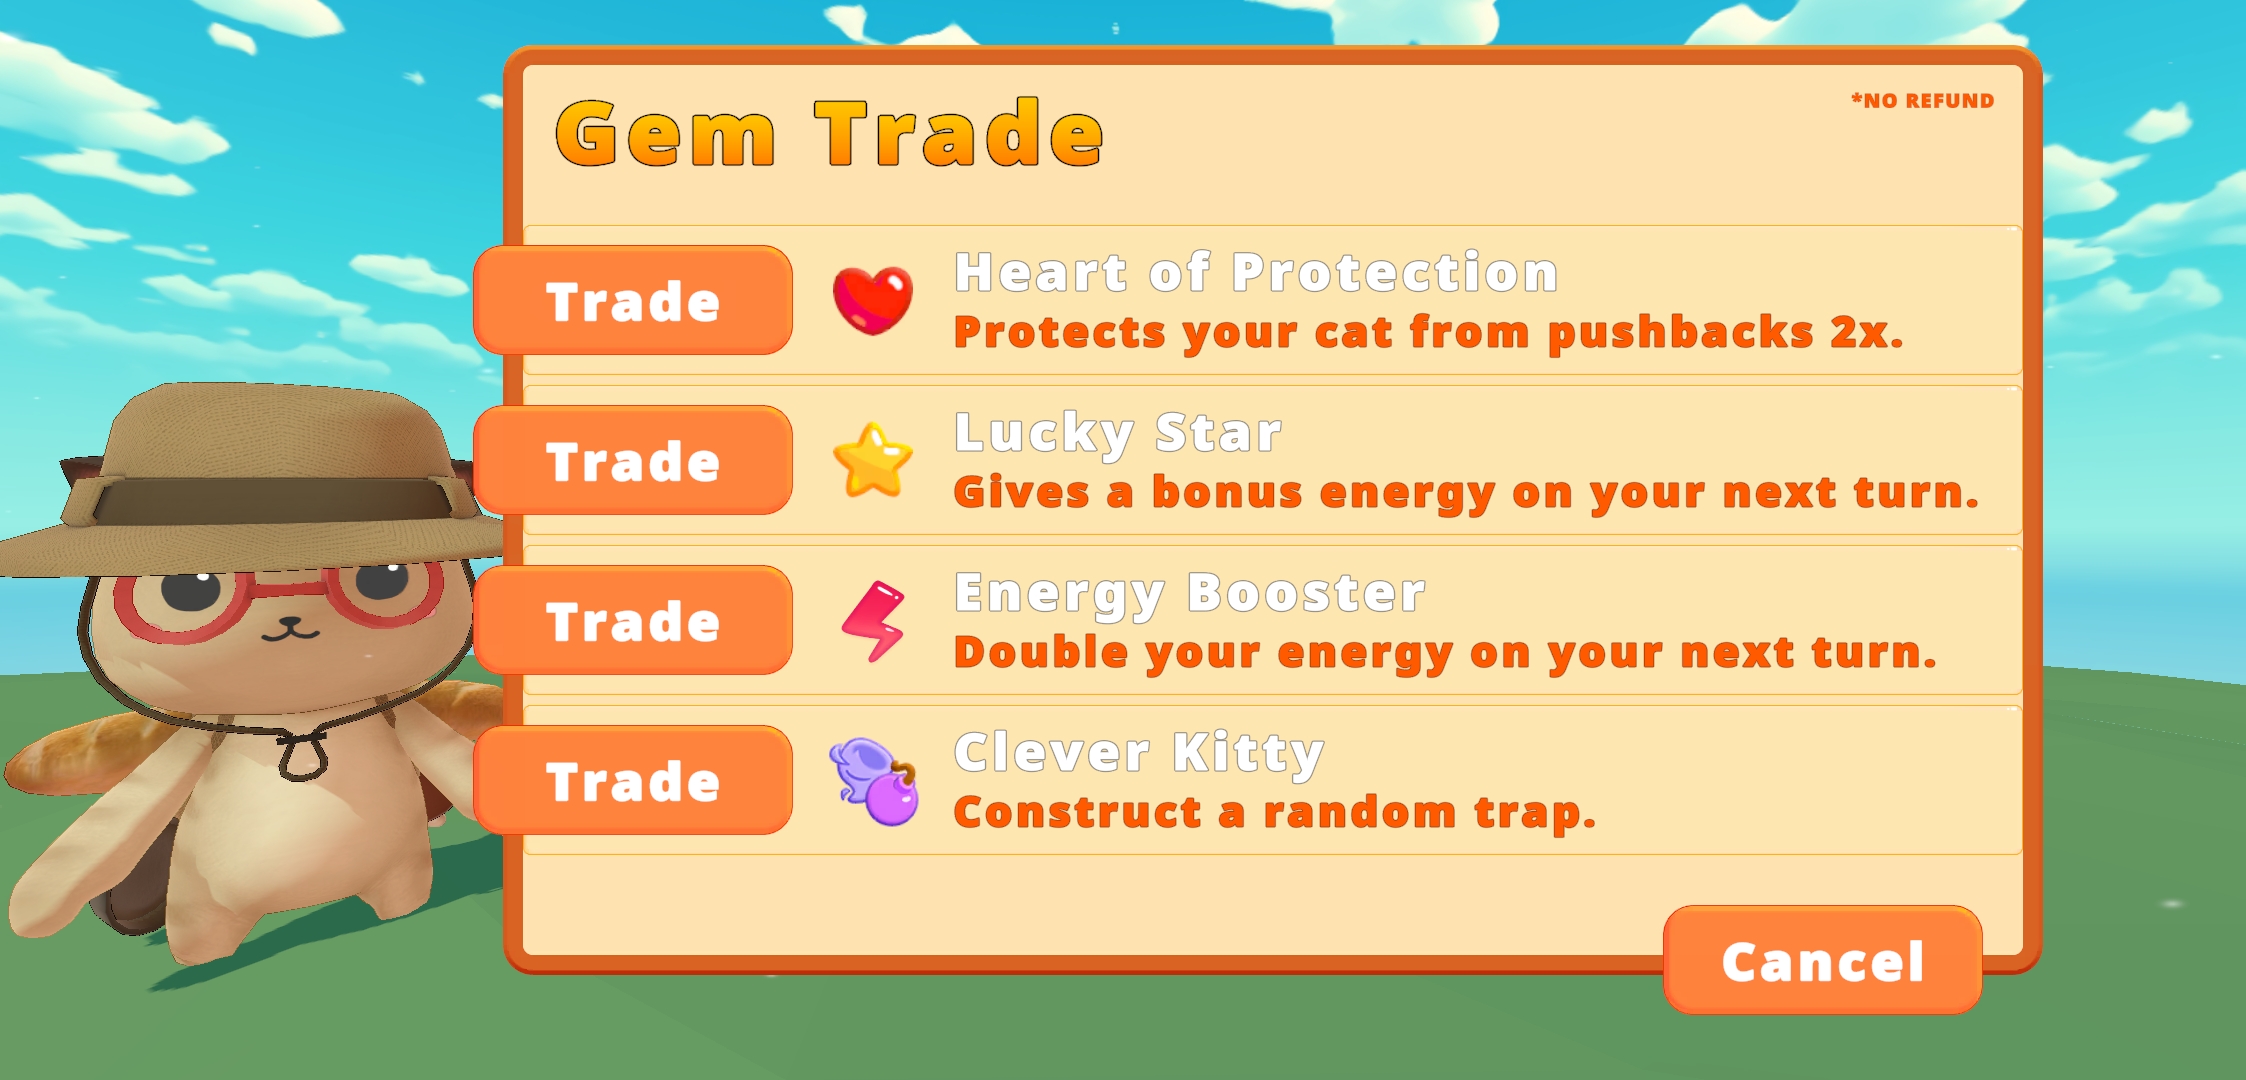 Gem Trade
*NO REFUND
Trade
Heart of Protection
Protects your cat from pushbacks 2x.
Trade
Lucky Star
Gives a bonus energy on your next turn.
Trade
Energy Booster
Double your energy on your next turn.
Trade
Clever Kitty
Construct a random trap.
Cancel